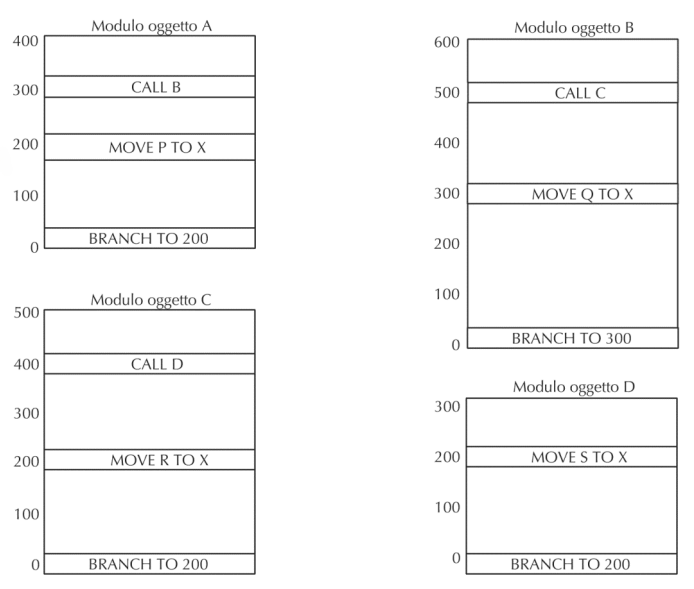 Modulo oggetto A
400
300 CALL B
200 MOVE P TO X
100
0 BRANCH TO 200
Modulo oggetto B
600
500 CALL C
400
300 MOVE Q TO X
200
100
0 BRANCH TO 300
Modulo oggetto C
500
400 CALL D
300
200 MOVE R TO X
100
0 BRANCH TO 200
Modulo oggetto D
300
200 MOVE S TO X
100
0 BRANCH TO 200